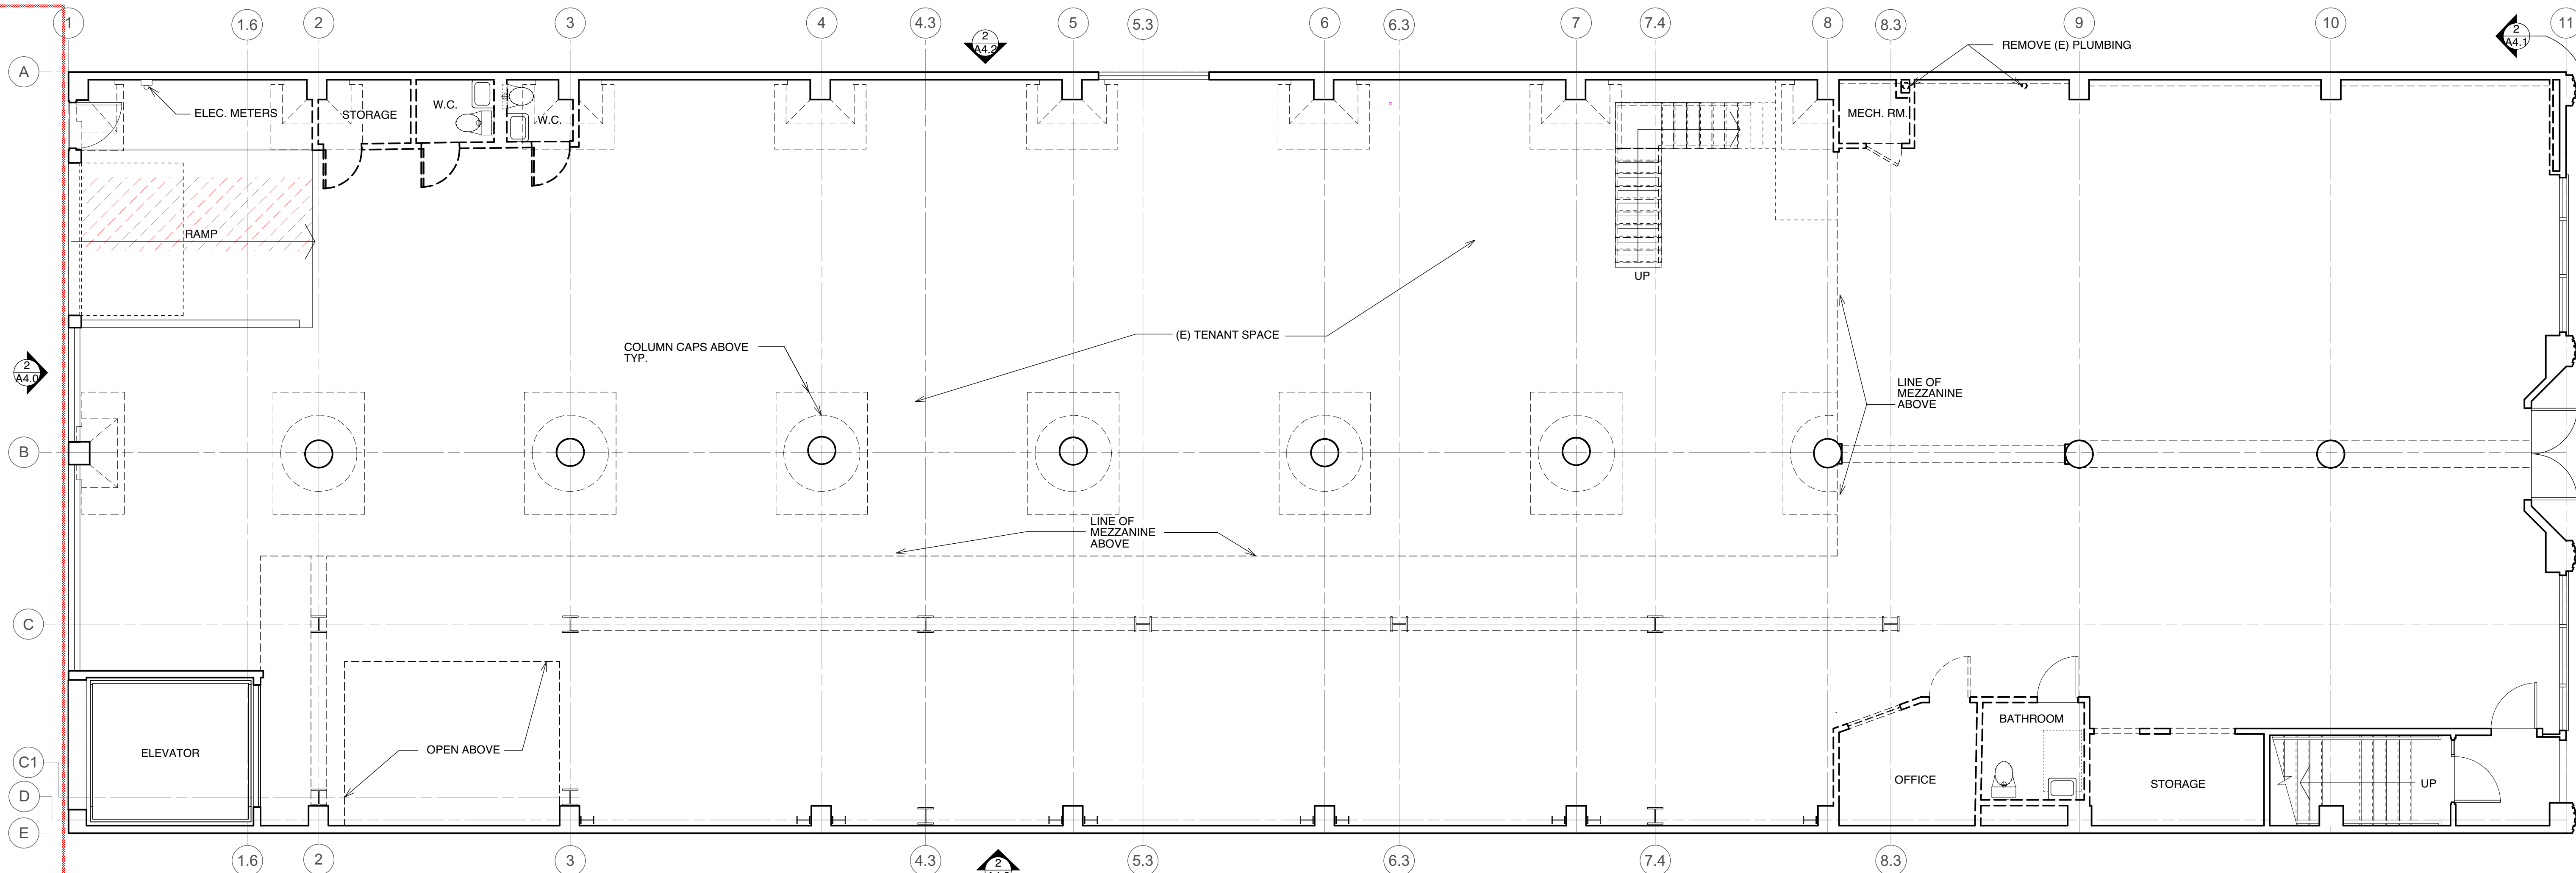 1 1.6 2 3 4 4.3 5 5.3 6 6.3 7 7.4 8 8.3 9 10 11
2
A4.2
2
A4.1
REMOVE (E) PLUMBING
A
ELEC. METERS
STORAGE
W.C.
W.C.
MECH. RM.
RAMP
UP
(E) TENANT SPACE
COLUMN CAPS ABOVE
TYP.
2
A4.0
LINE OF
MEZZANINE
ABOVE
B
LINE OF
MEZZANINE
ABOVE
C
BATHROOM
ELEVATOR
OPEN ABOVE
C1
OFFICE
STORAGE
UP
D
E
1.6 2 3 4.3 5.3 6.3 7.4 8.3
2